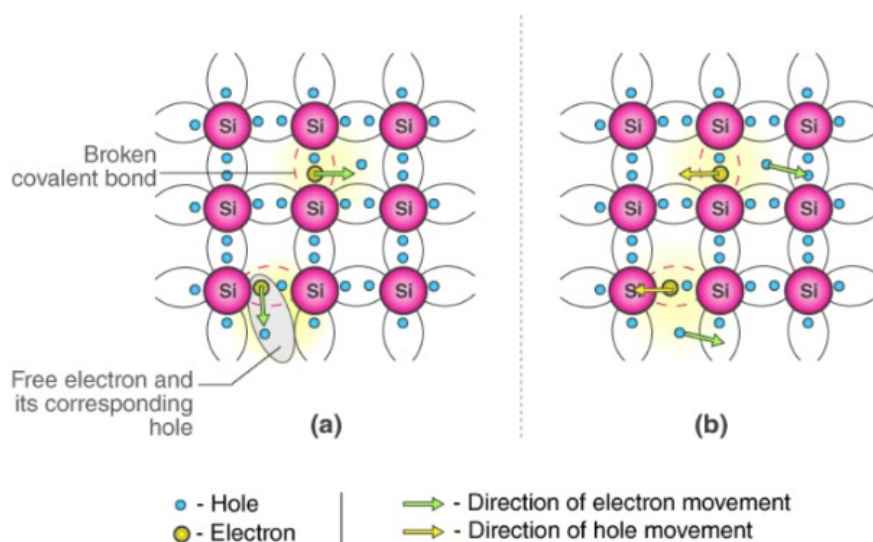 Si Si Si
Broken
covalent bond
Si Si Si
Si Si Si
Free electron and
its corresponding
hole
(a)
Si Si Si
Si Si Si
S Si Si
(b)
- Hole
- Electron
- Direction of electron movement
- Direction of hole movement